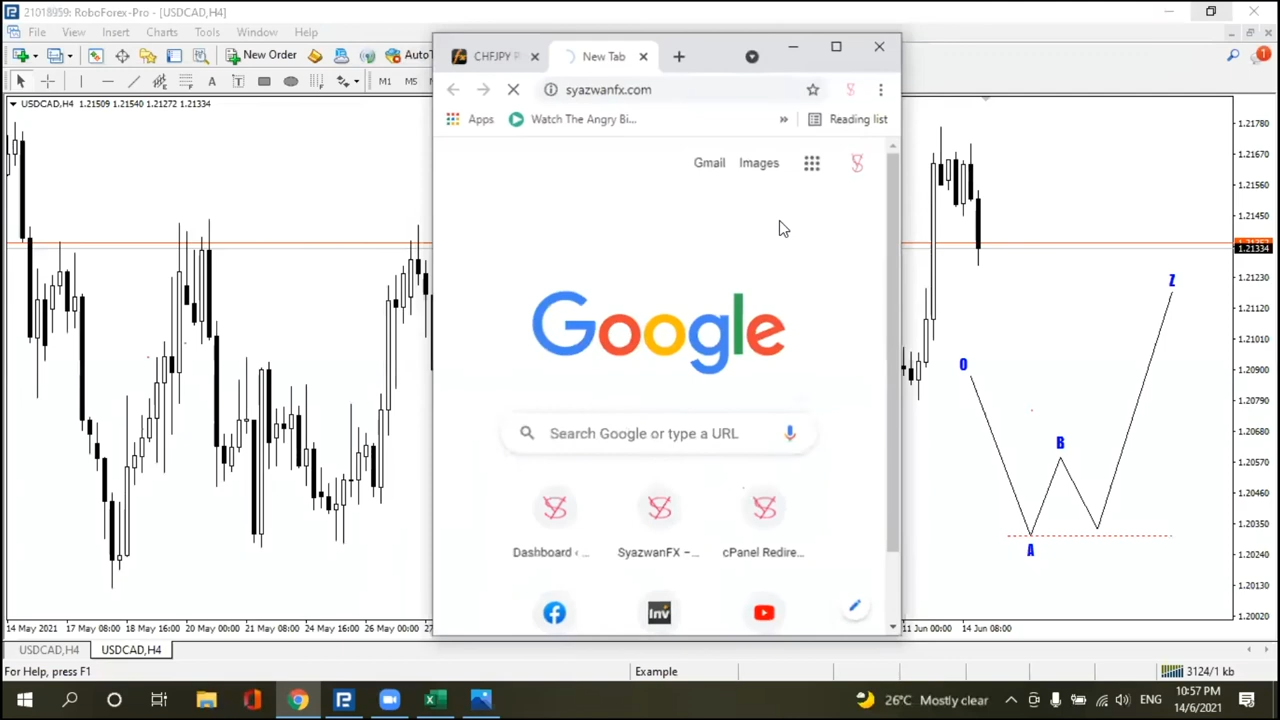 21018959: RoboForex-Pro - [USDCAD,H4]
File View Insert Charts Tools Window Help
New Order
M1 M5
USDCAD,H4 1.21509 1.21540 1.21272 1.21334
CHFJPY
New Tab
syazwanfx.com
Apps
Watch The Angry Bi...
»
Reading list
Gmail Images
Google
Search Google or type a URL
Dashboard ‹ ...
SyazwanFX –...
cPanel Redire...
Inv
O
A
B
Z
1.21780
1.21670
1.21560
1.21450
1.21334
1.21230
1.21120
1.21010
1.20900
1.20790
1.20680
1.20570
1.20460
1.20350
1.20240
1.20130
1.20020
14 May 2021 17 May 08:00 18 May 16:00 20 May 00:00 21 May 08:00 24 May 16:00 26 May 00:00
11 Jun 00:00 14 Jun 08:00
USDCAD,H4 USDCAD,H4
For Help, press F1
Example
3124/1 kb
26°C Mostly clear
ENG
10:57 PM
14/6/2021